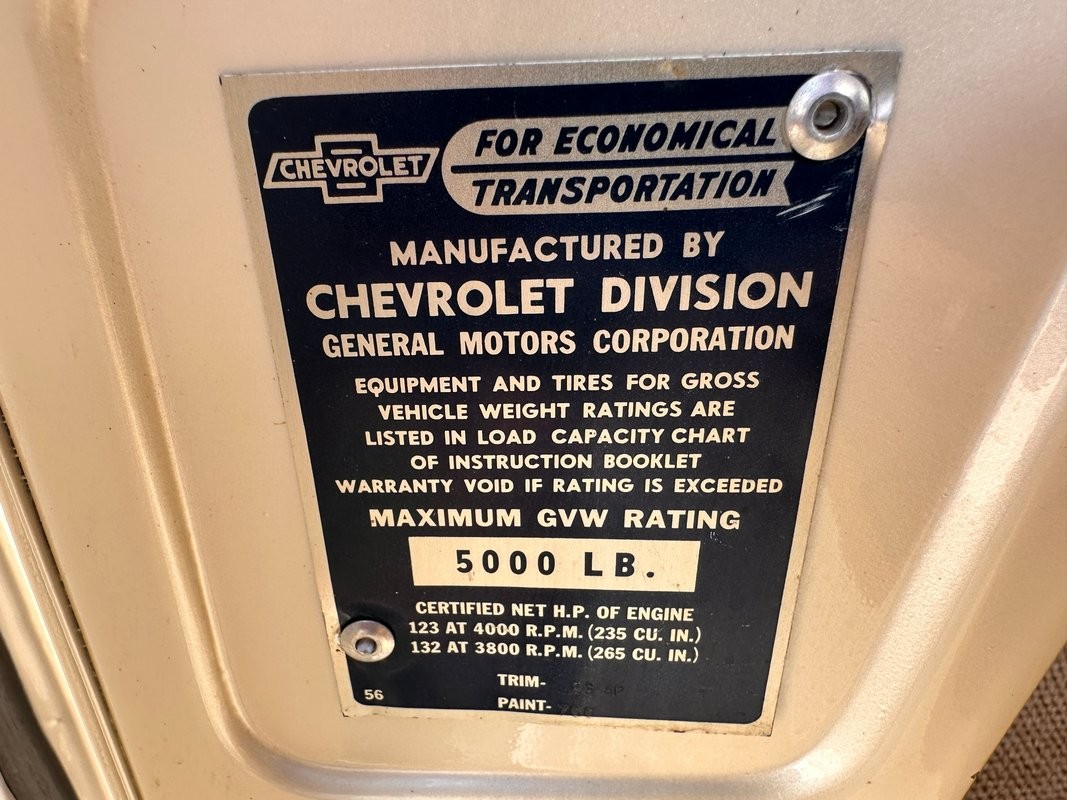 CHEVROLET
FOR ECONOMICAL
TRANSPORTATION
MANUFACTURED BY
CHEVROLET DIVISION
GENERAL MOTORS CORPORATION
EQUIPMENT AND TIRES FOR GROSS
VEHICLE WEIGHT RATINGS ARE
LISTED IN LOAD CAPACITY CHART
OF INSTRUCTION BOOKLET
WARRANTY VOID IF RATING IS EXCEEDED
MAXIMUM GVW RATING
5000 LB.
CERTIFIED NET H.P. OF ENGINE
123 AT 4000 R.P.M. (235 CU. IN.)
132 AT 3800 R.P.M. (265 CU. IN.)
TRIM-
56
PAINT-